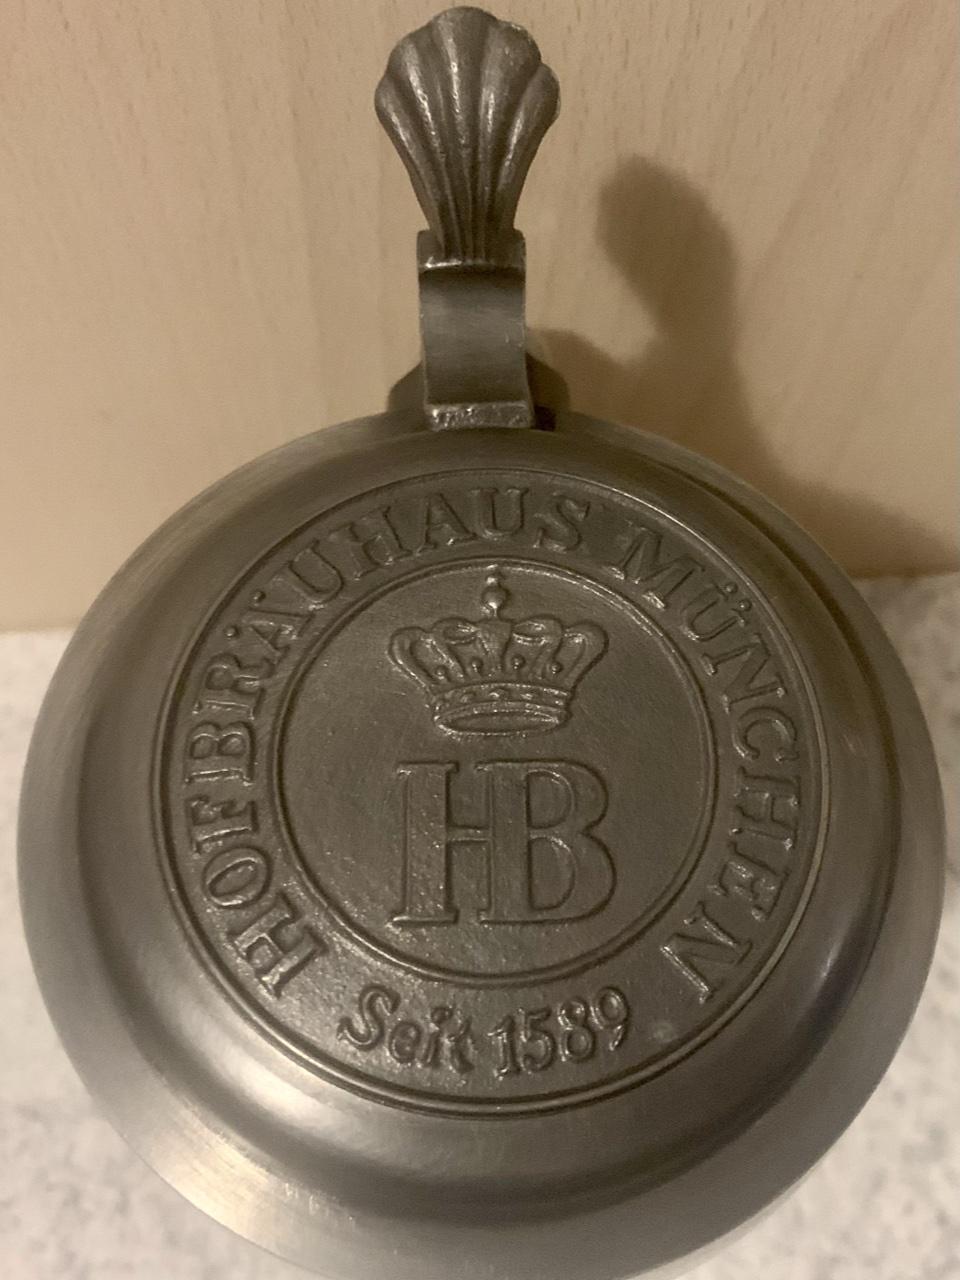 HOFBRÄUHAUS MÜNCHEN
HB
Seit 1589